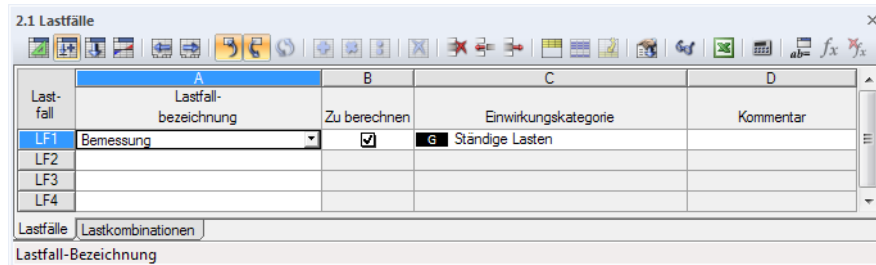 2.1 Lastfälle
A B C D
Last-
fall
Lastfall-
bezeichnung
Zu berechnen
Einwirkungskategorie
Kommentar
LF1 Bemessung G Ständige Lasten
LF2
LF3
LF4
Lastfälle Lastkombinationen
Lastfall-Bezeichnung